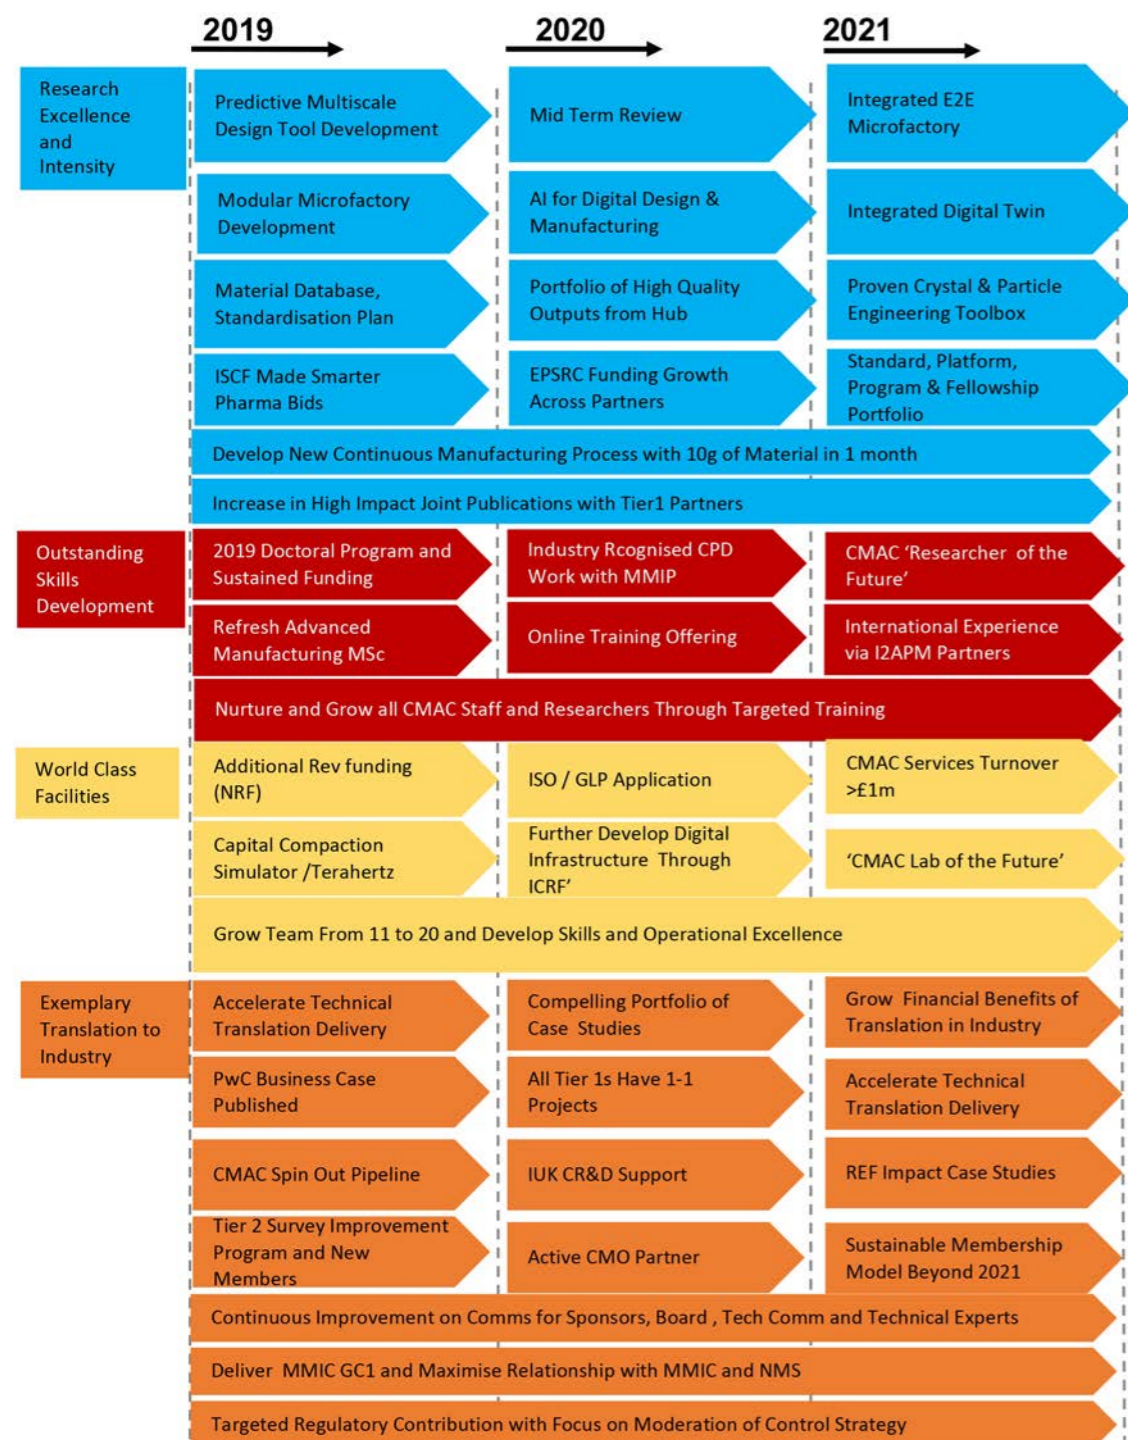 2019
2020
2021
Research
Excellence
and
Intensity
Predictive Multiscale
Design Tool Development
Mid Term Review
Integrated E2E
Microfactory
Modular Microfactory
Development
AI for Digital Design &
Manufacturing
Integrated Digital Twin
Material Database,
Standardisation Plan
Portfolio of High Quality
Outputs from Hub
Proven Crystal & Particle
Engineering Toolbox
ISCF Made Smarter
Pharma Bids
EPSRC Funding Growth
Across Partners
Standard, Platform,
Program & Fellowship
Portfolio
Develop New Continuous Manufacturing Process with 10g of Material in 1 month
Increase in High Impact Joint Publications with Tier1 Partners
Outstanding
Skills
Development
2019 Doctoral Program and
Sustained Funding
Industry Rcognised CPD
Work with MMIP
CMAC ‘Researcher of the
Future’
Refresh Advanced
Manufacturing MSc
Online Training Offering
International Experience
via I2APM Partners
Nurture and Grow all CMAC Staff and Researchers Through Targeted Training
World Class
Facilities
Additional Rev funding
(NRF)
ISO / GLP Application
CMAC Services Turnover
>£1m
Capital Compaction
Simulator /Terahertz
Further Develop Digital
Infrastructure Through
ICRF’
‘CMAC Lab of the Future’
Grow Team From 11 to 20 and Develop Skills and Operational Excellence
Exemplary
Translation to
Industry
Accelerate Technical
Translation Delivery
Compelling Portfolio of
Case Studies
Grow Financial Benefits of
Translation in Industry
PwC Business Case
Published
All Tier 1s Have 1-1
Projects
Accelerate Technical
Translation Delivery
CMAC Spin Out Pipeline
IUK CR&D Support
REF Impact Case Studies
Tier 2 Survey Improvement
Program and New
Members
Active CMO Partner
Sustainable Membership
Model Beyond 2021
Continuous Improvement on Comms for Sponsors, Board , Tech Comm and Technical Experts
Deliver MMIC GC1 and Maximise Relationship with MMIC and NMS
Targeted Regulatory Contribution with Focus on Moderation of Control Strategy